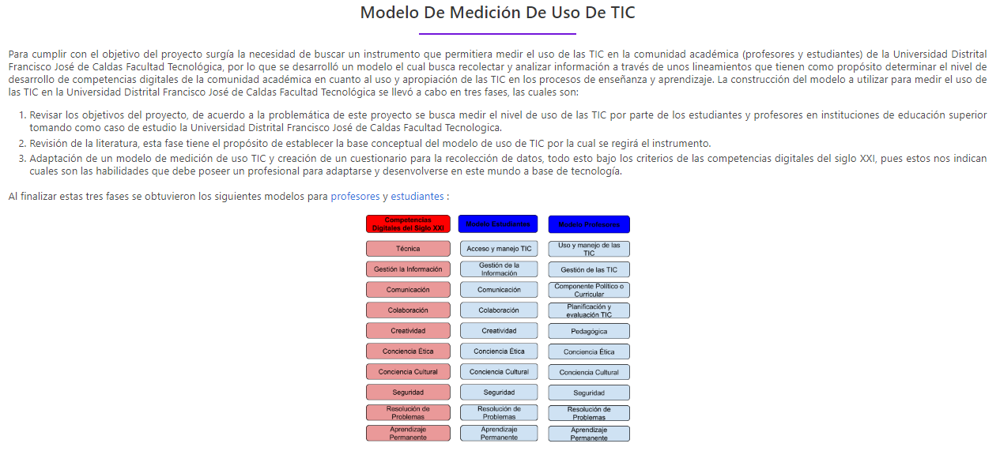 Modelo De Medición De Uso De TIC
Para cumplir con el objetivo del proyecto surgía la necesidad de buscar un instrumento que permitiera medir el uso de las TIC en la comunidad académica (profesores y estudiantes) de la Universidad Distrital
Francisco José de Caldas Facultad Tecnológica, por lo que se desarrolló un modelo el cual busca recolectar y analizar información a través de unos lineamientos que tienen como propósito determinar el nivel de
desarrollo de competencias digitales de la comunidad académica en cuanto al uso y apropiación de las TIC en los procesos de enseñanza y aprendizaje. La construcción del modelo a utilizar para medir el uso de
las TIC en la Universidad Distrital Francisco José de Caldas Facultad Tecnológica se llevó a cabo en tres fases, las cuales son:
1. Revisar los objetivos del proyecto, de acuerdo a la problemática de este proyecto se busca medir el nivel de uso de las TIC por parte de los estudiantes y profesores en instituciones de educación superior
tomando como caso de estudio la Universidad Distrital Francisco José de Caldas Facultad Tecnologica.
2. Revisión de la literatura, esta fase tiene el propósito de establecer la base conceptual del modelo de uso de TIC por la cual se regirá el instrumento.
3. Adaptación de un modelo de medición de uso TIC y creación de un cuestionario para la recolección de datos, todo esto bajo los criterios de las competencias digitales del siglo XXI, pues estos nos indican
cuales son las habilidades que debe poseer un profesional para adaptarse y desenvolverse en este mundo a base de tecnología.
Al finalizar estas tres fases se obtuvieron los siguientes modelos para profesores y estudiantes :
Competencias
Digitales del Siglo XXI
Modelo Estudiantes
Modelo Profesores
Técnica
Acceso y manejo TIC
Uso y manejo de las
TIC
Gestión la Información
Gestión de la
Información
Gestión de las TIC
Comunicación
Comunicación
Componente Político o
Curricular
Colaboración
Colaboración
Planificación y
evaluación TIC
Creatividad
Creatividad
Pedagógica
Conciencia Ética
Conciencia Ética
Conciencia Ética
Conciencia Cultural
Conciencia Cultural
Conciencia Cultural
Seguridad
Seguridad
Seguridad
Resolución de
Problemas
Resolución de
Problemas
Resolución de
Problemas
Aprendizaje
Permanente
Aprendizaje
Permanente
Aprendizaje
Permanente